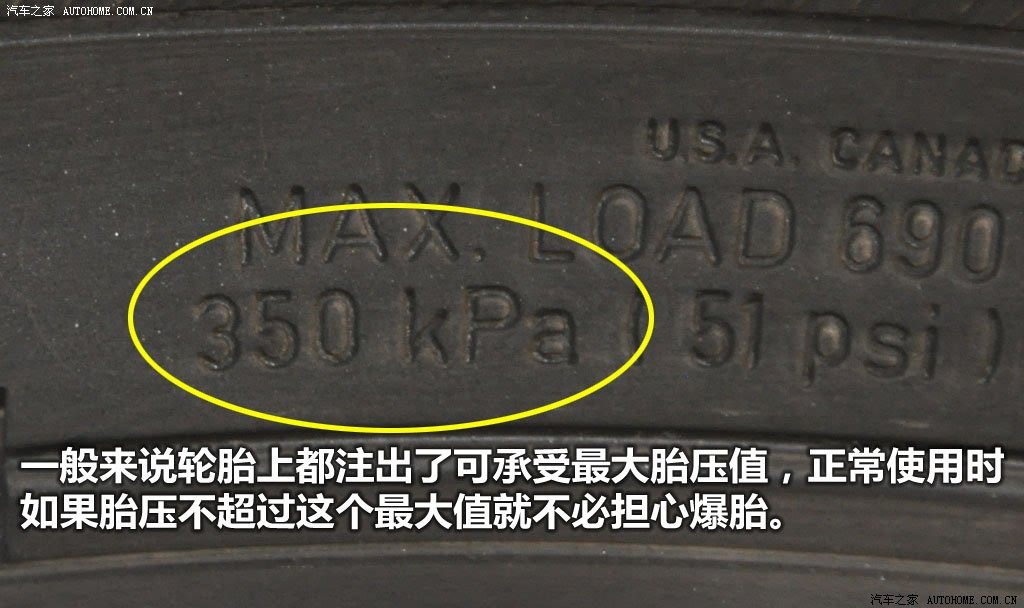 汽车之家 AUTOHOME.COM.CN
U.S.A. CANAD
MAX. LOAD 690
350 kPa (51 psi)
一般来说轮胎上都注出了可承受最大胎压值，正常使用时
如果胎压不超过这个最大值就不必担心爆胎。
汽车之家 AUTOHOME.COM.CN